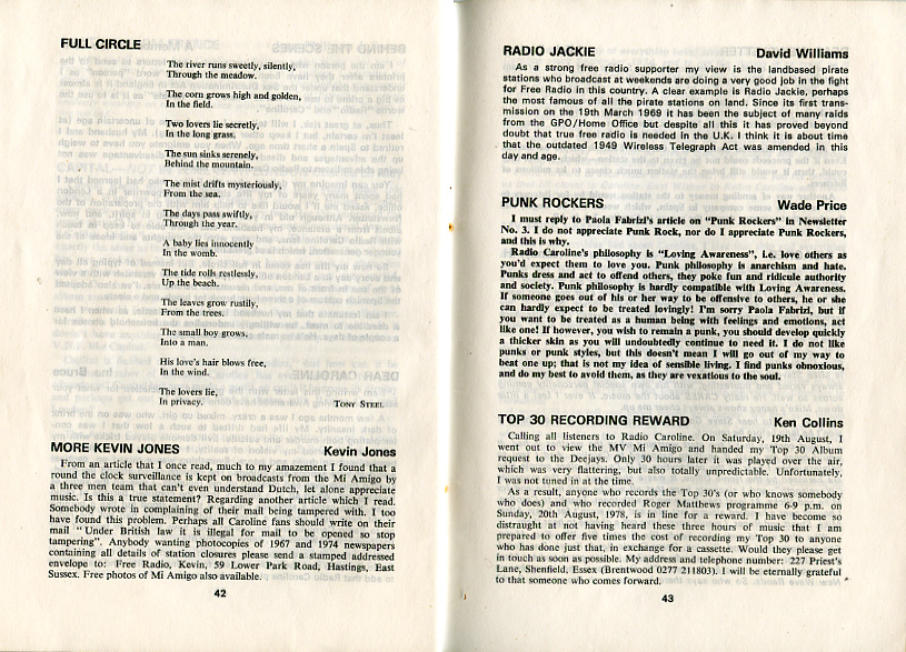 FULL CIRCLE
The river runs sweetly, silently,
Through the meadow.
The corn grows high and golden,
In the field.
Two lovers lie secretly,
In the long grass.
The sun sinks serenely,
Behind the mountain.
The mist drifts mysteriously,
From the sea.
The days pass swiftly,
Through the year.
A baby lies innocently
In the womb.
The tide rolls restlessly,
Up the beach.
The leaves grow rustily,
From the trees.
The small boy grows,
Into a man.
His love's hair blows free,
In the wind.
The lovers lie,
In privacy. TONY STEEL
MORE KEVIN JONES Kevin Jones
From an article that I once read, much to my amazement I found that a
round the clock surveillance is kept on broadcasts from the Mi Amigo by
a three men team that can't even understand Dutch, let alone appreciate
music. Is this a true statement? Regarding another article which I read.
Somebody wrote in complaining of their mail being tampered with. I too
have found this problem. Perhaps all Caroline fans should write on their
mail "Under British law it is illegal for mail to be opened so stop
tampering". Anybody wanting photocopies of 1967 and 1974 newspapers
containing all details of station closures please send a stamped addressed
envelope to: Free Radio, Kevin, 59 Lower Park Road, Hastings, East
Sussex. Free photos of Mi Amigo also available.
42
RADIO JACKIE David Williams
As a strong free radio supporter my view is the landbased pirate
stations who broadcast at weekends are doing a very good job in the fight
for Free Radio in this country. A clear example is Radio Jackie, perhaps
the most famous of all the pirate stations on land. Since its first trans-
mission on the 19th March 1969 it has been the subject of many raids
from the GPO/Home Office but despite all this it has proved beyond
doubt that true free radio is needed in the U.K. I think it is about time
that the outdated 1949 Wireless Telegraph Act was amended in this
day and age.
PUNK ROCKERS Wade Price
I must reply to Paola Fabrizi's article on "Punk Rockers" in Newsletter
No. 3. I do not appreciate Punk Rock, nor do I appreciate Punk Rockers,
and this is why.
Radio Caroline's philosophy is "Loving Awareness", i.e. love others as
you'd expect them to love you. Punk philosophy is anarchism and hate.
Punks dress and act to offend others, they poke fun and ridicule authority
and society. Punk philosophy is hardly compatible with Loving Awareness.
If someone goes out of his or her way to be offensive to others, he or she
can hardly expect to be treated lovingly! I'm sorry Paola Fabrizi, but if
you want to be treated as a human being with feelings and emotions, act
like one! If however, you wish to remain a punk, you should develop quickly
a thicker skin as you will undoubtedly continue to need it. I do not like
punks or punk styles, but this doesn't mean I will go out of my way to
beat one up; that is not my idea of sensible living. I find punks obnoxious,
and do my best to avoid them, as they are vexatious to the soul.
TOP 30 RECORDING REWARD Ken Collins
Calling all listeners to Radio Caroline. On Saturday, 19th August, I
went out to view the MV Mi Amigo and handed my Top 30 Album
request to the Deejays. Only 30 hours later it was played over the air,
which was very flattering, but also totally unpredictable. Unfortunately,
I was not tuned in at the time.
As a result, anyone who records the Top 30's (or who knows somebody
who does) and who recorded Roger Matthews programme 6-9 p.m. on
Sunday, 20th August, 1978, is in line for a reward. I have become so
distraught at not having heard these three hours of music that I am
prepared to offer five times the cost of recording my Top 30 to anyone
who has done just that, in exchange for a cassette. Would they please get
in touch as soon as possible. My address and telephone number: 227 Priest's
Lane, Shenfield, Essex (Brentwood 0277 211803). I will be eternally grateful
to that someone who comes forward.
43